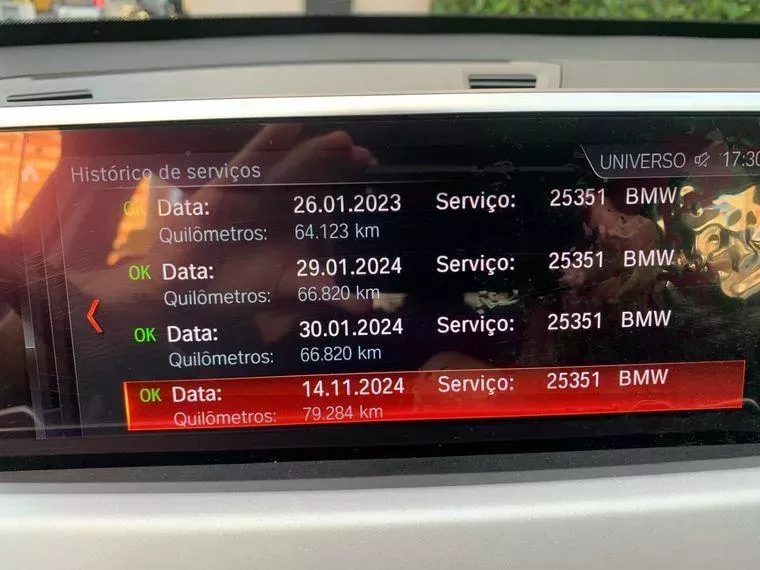 Histórico de serviços
UNIVERSO 17:30
OK Data: 26.01.2023 Serviço: 25351 BMW
Quilômetros: 64.123 km
OK Data: 29.01.2024 Serviço: 25351 BMW
Quilômetros: 66.820 km
OK Data: 30.01.2024 Serviço: 25351 BMW
Quilômetros: 66.820 km
OK Data: 14.11.2024 Serviço: 25351 BMW
Quilômetros: 79.284 km